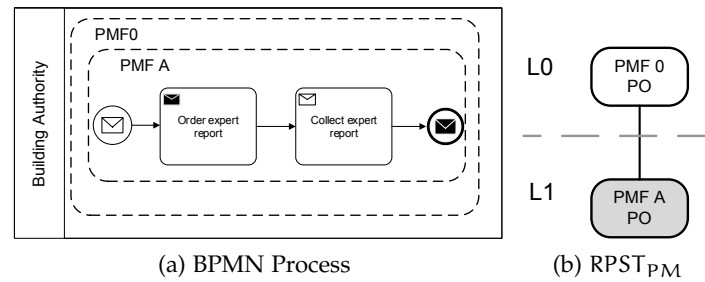 PMF0
PMF A
Building Authority
Order expert
report
Collect expert
report
(a) BPMN Process
L0
PMF 0
PO
L1
PMF A
PO
(b) RPST_PM